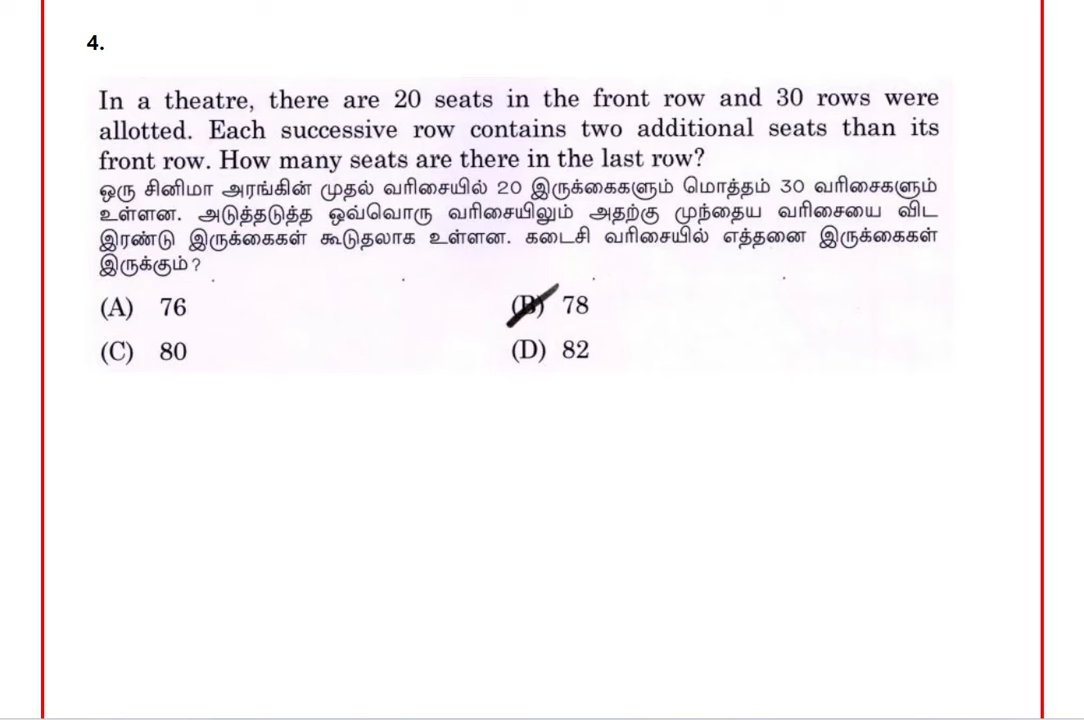 4.
In a theatre, there are 20 seats in the front row and 30 rows were
allotted. Each successive row contains two additional seats than its
front row. How many seats are there in the last row?
ஒரு சினிமா அரங்கின் முதல் வரிசையில் 20 இருக்கைகளும் மொத்தம் 30 வரிசைகளும்
உள்ளன. அடுத்தடுத்த ஒவ்வொரு வரிசையிலும் அதற்கு முந்தைய வரிசையை விட
இரண்டு இருக்கைகள் கூடுதலாக உள்ளன. கடைசி வரிசையில் எத்தனை இருக்கைகள்
இருக்கும்?
(A) 76 (B) 78
(C) 80 (D) 82